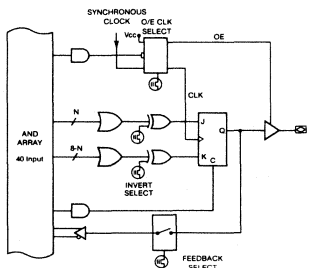 SYNCHRONOUS
CLOCK
O/E CLK
SELECT
Vcc
OE
CLK
N
AND
ARRAY
40 Input
8-N
J
Q
K
C
INVERT
SELECT
FEEDBACK
SELECT